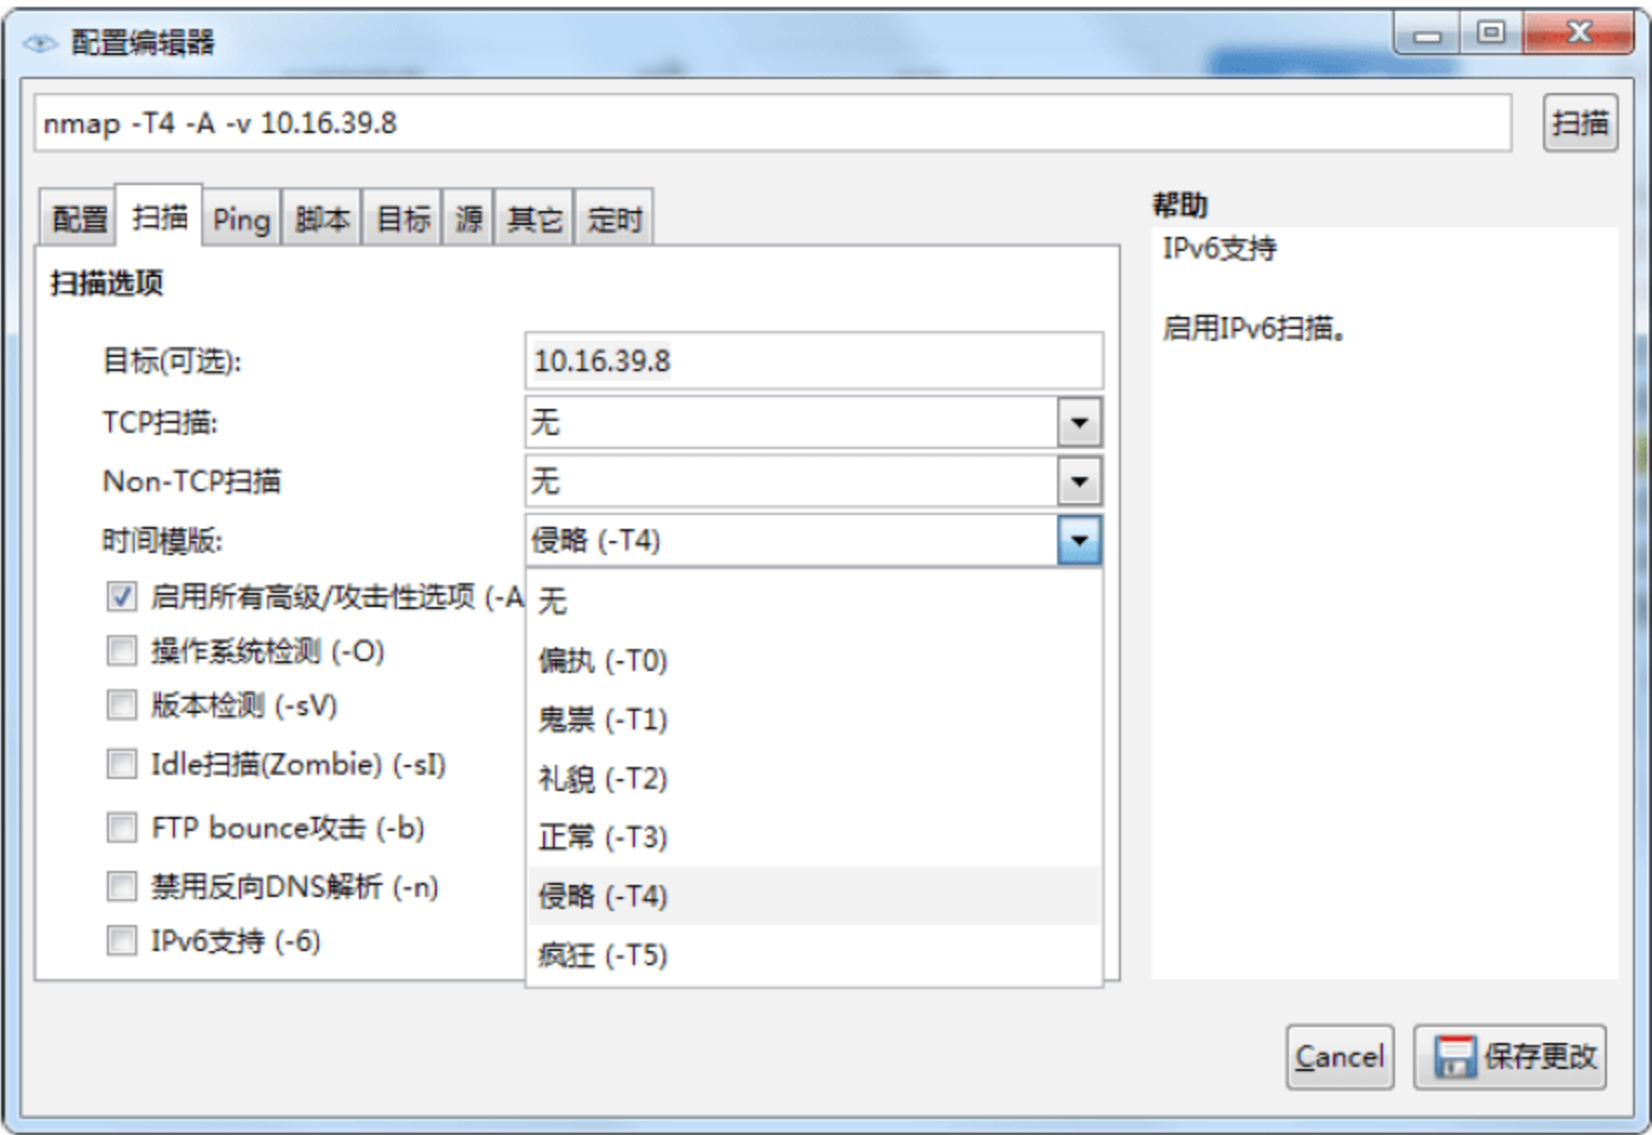 配置编辑器
nmap -T4 -A -v 10.16.39.8
扫描
配置 扫描 Ping 脚本 目标 源 其它 定时
扫描选项
目标(可选): 10.16.39.8
TCP扫描: 无
Non-TCP扫描 无
时间模版: 侵略 (-T4)
启用所有高级/攻击性选项 (-A
操作系统检测 (-O)
版本检测 (-sV)
Idle扫描(Zombie) (-sI)
FTP bounce攻击 (-b)
禁用反向DNS解析 (-n)
IPv6支持 (-6)
无
偏执 (-T0)
鬼祟 (-T1)
礼貌 (-T2)
正常 (-T3)
侵略 (-T4)
疯狂 (-T5)
帮助
IPv6支持
启用IPv6扫描。
Cancel
保存更改